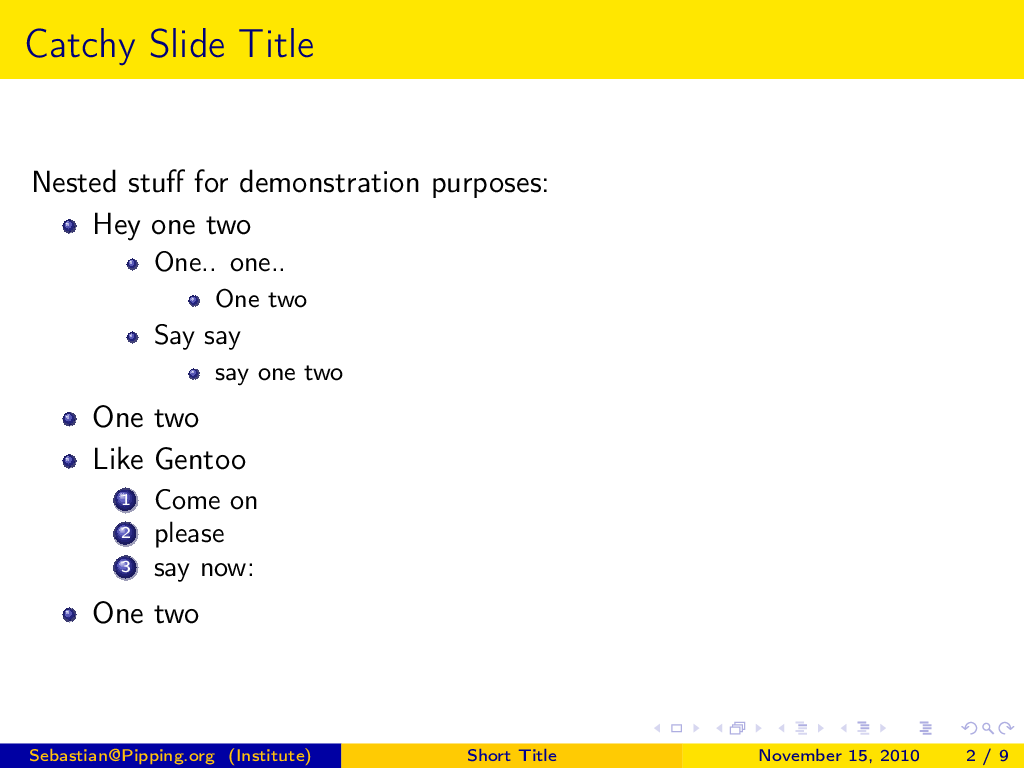 Catchy Slide Title
Nested stuff for demonstration purposes:
Hey one two
One.. one..
One two
Say say
say one two
One two
Like Gentoo
1 Come on
2 please
3 say now:
One two
Sebastian@Pipping.org (Institute) Short Title November 15, 2010 2 / 9